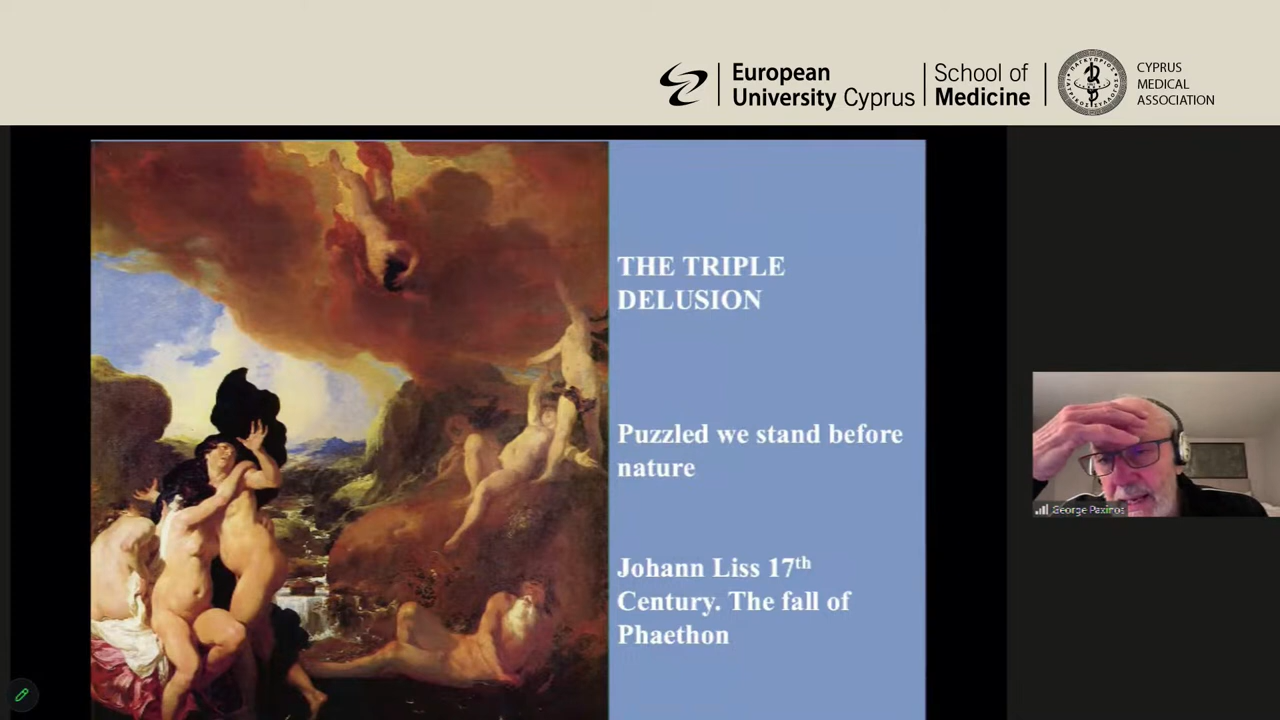 European
University Cyprus
School of
Medicine
CYPRUS
MEDICAL
ASSOCIATION
THE TRIPLE
DELUSION
Puzzled we stand before
nature
Johann Liss 17th
Century. The fall of
Phaethon
George Paxinos